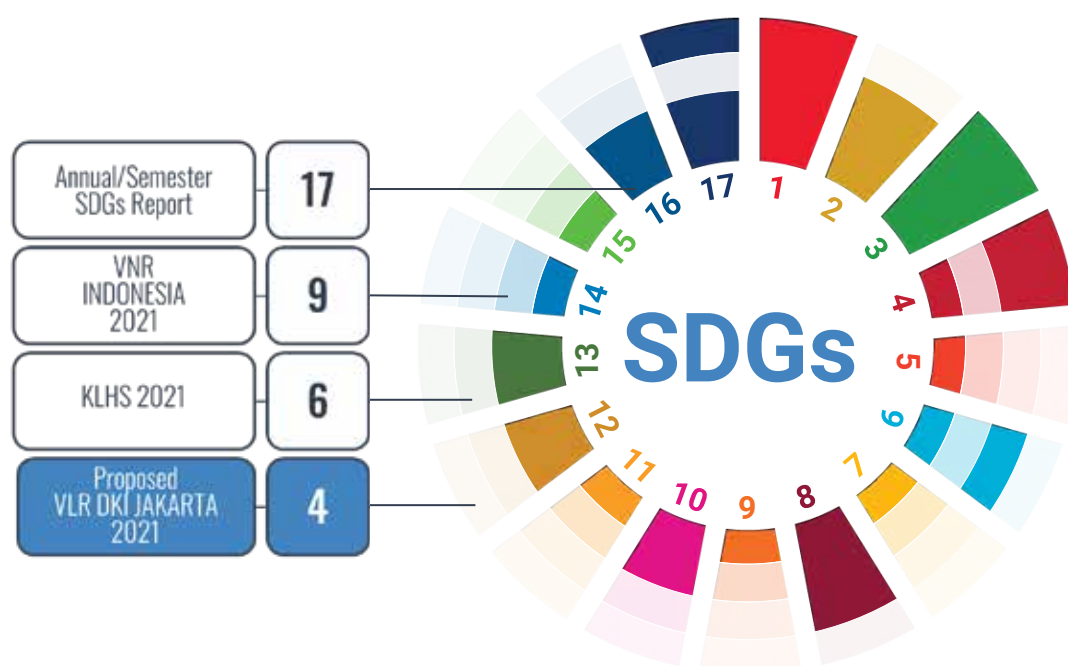 Annual/Semester
SDGs Report
17
VNR
INDONESIA
2021
9
KLHS 2021
6
Proposed
VLR DKI JAKARTA
2021
4
SDGs
1
2
3
4
5
6
7
8
9
10
11
12
13
14
15
16
17